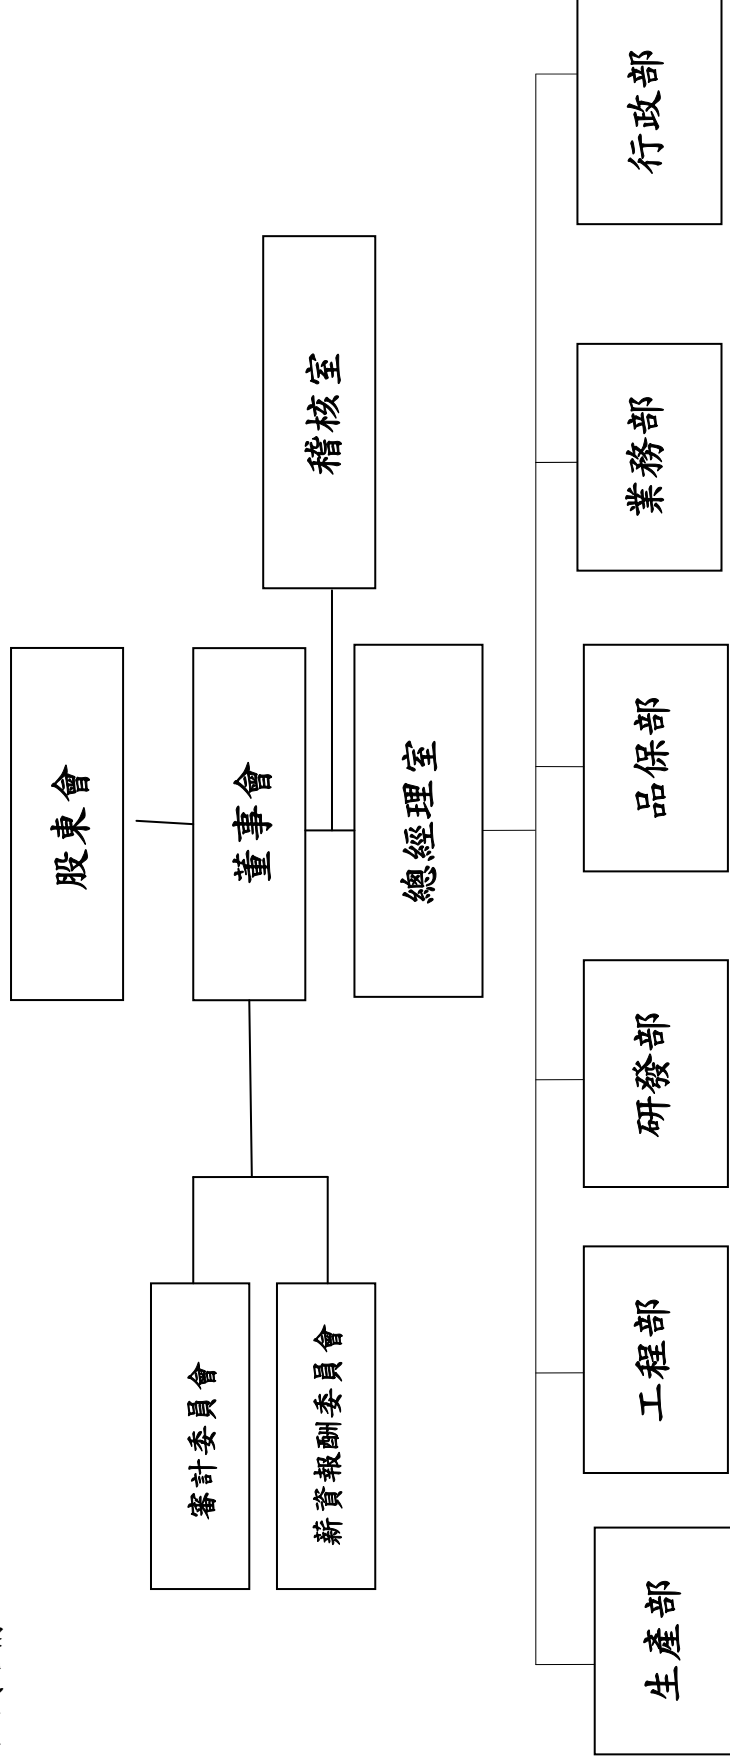 股東會
董事會
審計委員會
薪資報酬委員會
稽核室
總經理室
生產部
工程部
研發部
品保部
業務部
行政部